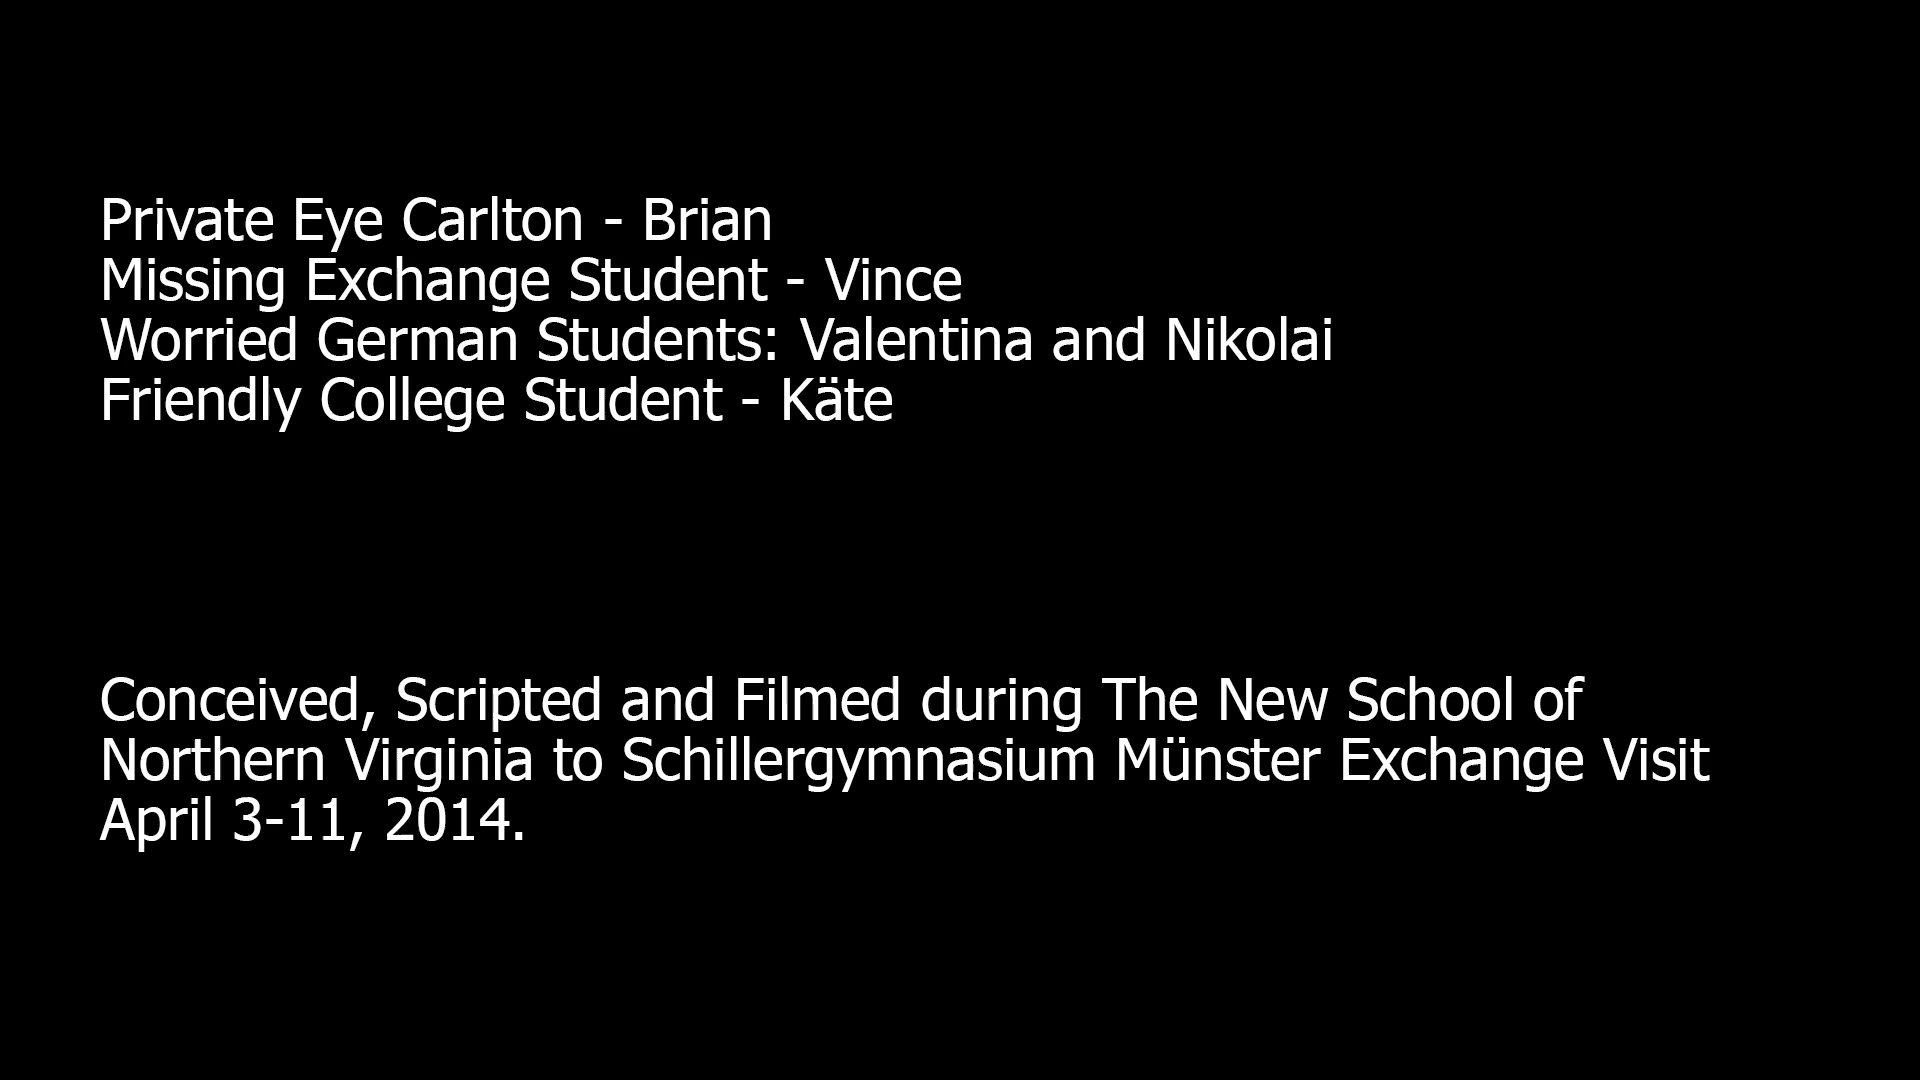 Private Eye Carlton - Brian
Missing Exchange Student - Vince
Worried German Students: Valentina and Nikolai
Friendly College Student - Käte
Conceived, Scripted and Filmed during The New School of
Northern Virginia to Schillergymnasium Münster Exchange Visit
April 3-11, 2014.